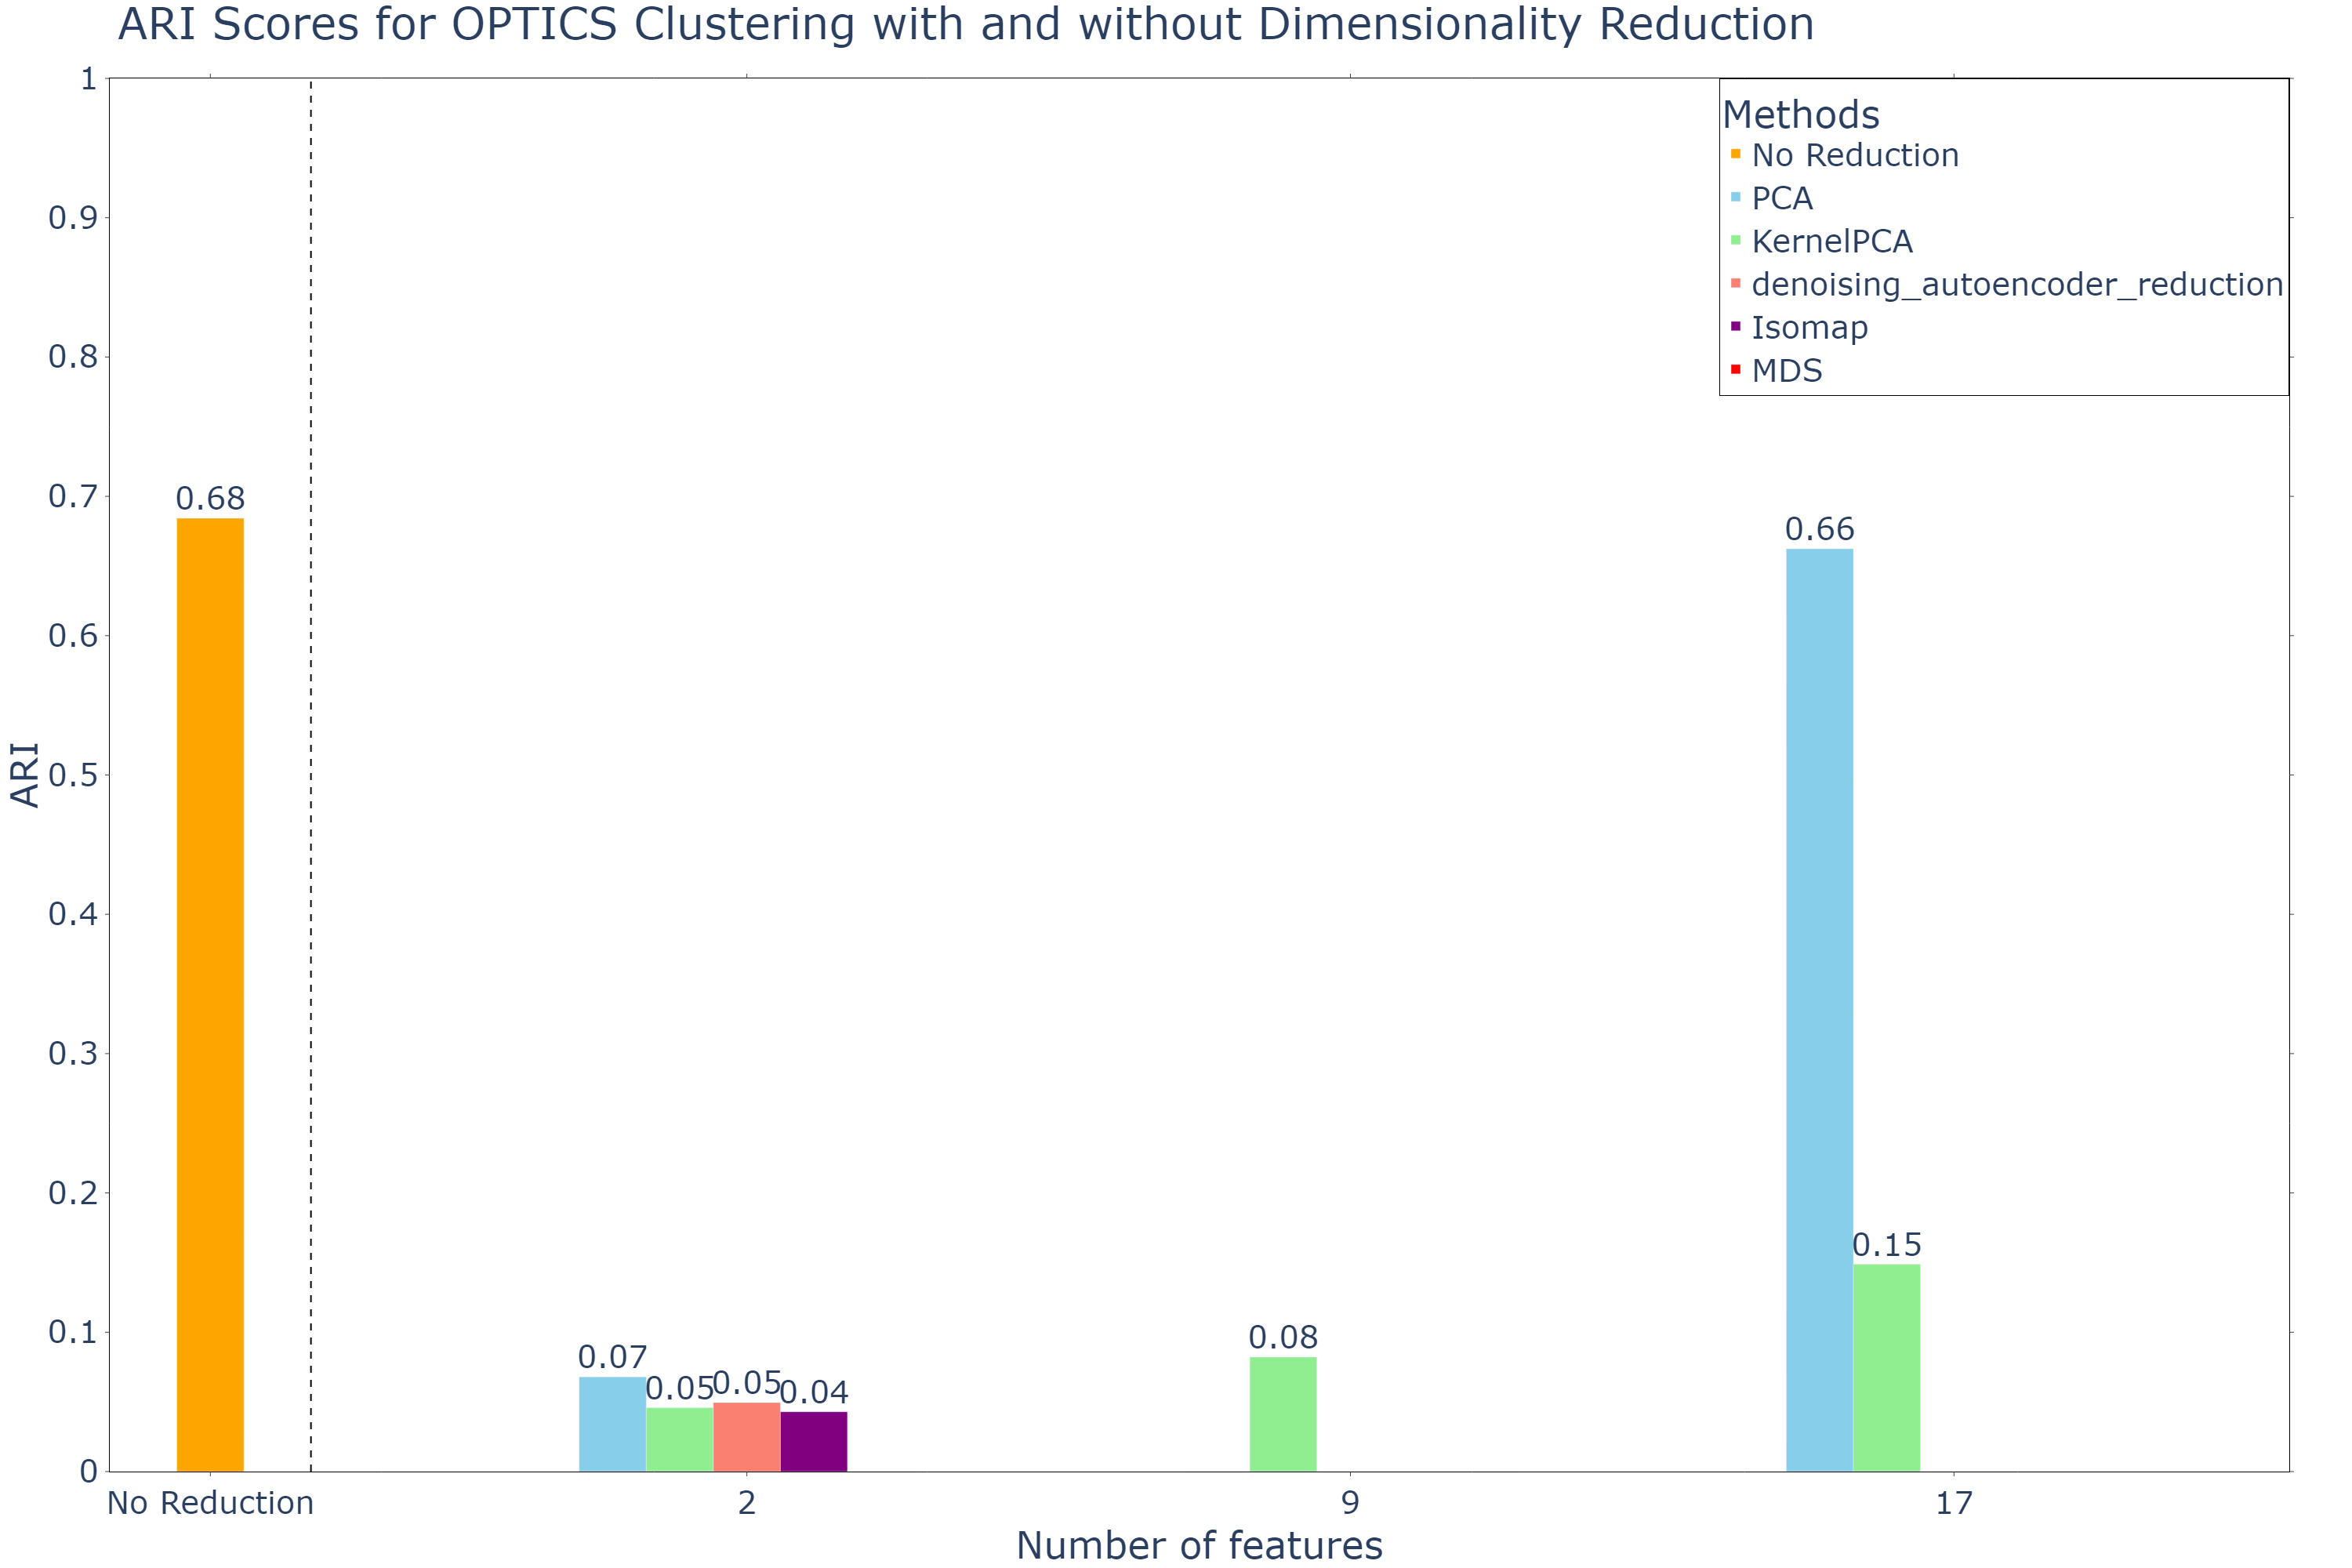 ARI Scores for OPTICS Clustering with and without Dimensionality Reduction
Methods
No Reduction
PCA
KernelPCA
denoising_autoencoder_reduction
Isomap
MDS
ARI
1
0.9
0.8
0.7
0.6
0.5
0.4
0.3
0.2
0.1
0
0.68
0.07
0.05
0.05
0.04
0.08
0.66
0.15
No Reduction 2 9 17
Number of features